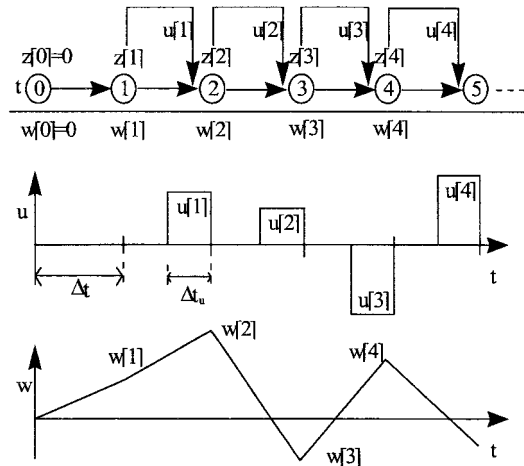 u[1] u[2] u[3] u[4]
z[0]=0 z[1] z[2] z[3] z[4]
t 0 1 2 3 4 5
w[0]=0 w[1] w[2] w[3] w[4]
u u[1] u[2] u[3] u[4]
Δt Δtᵤ t
w w[1] w[2] w[3] w[4]
t